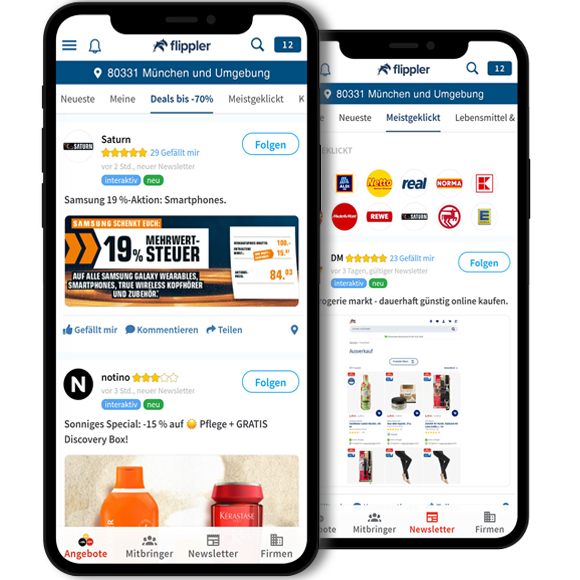 flippler
12
80331 München und Umgebung
Neueste Meine Deals bis -70% Meistgeklickt K
SATURN
Saturn
29 Gefällt mir
vor 2 Std., neuer Newsletter
interaktiv neu
Folgen
Samsung 19 %-Aktion: Smartphones.
SAMSUNG SCHENKT EUCH:
19% MEHRWERT-
STEUER
AUF ALLE SAMSUNG GALAXY WEARABLES,
SMARTPHONES, TRUE WIRELESS KOPFHÖRER
UND ZUBEHÖR.*
100.-
84.03
Gefällt mir Kommentieren Teilen
N
notino
vor 3 Std., neuer Newsletter
interaktiv neu
Folgen
Sonniges Special: -15 % auf Pflege + GRATIS
Discovery Box!
KÉRASTASE
Angebote Mitbringer Newsletter Firmen
flippler
12
80331 München und Umgebung
Neueste Meistgeklickt Lebensmittel &
EKLICKT
ALDI Netto real NORMA K
MediaMarkt REWE SATURN E
DM
23 Gefällt mir
vor 3 Tagen, gültiger Newsletter
interaktiv neu
Folgen
rogerie markt - dauerhaft günstig online kaufen.
Ausverkauf
bote Mitbringer Newsletter Firmen